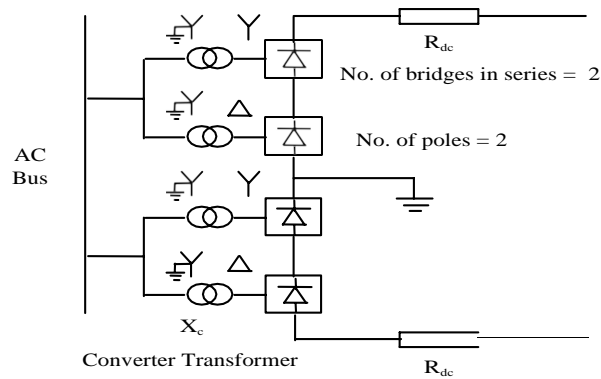 R_dc
No. of bridges in series = 2
No. of poles = 2
AC
Bus
X_c
Converter Transformer
R_dc